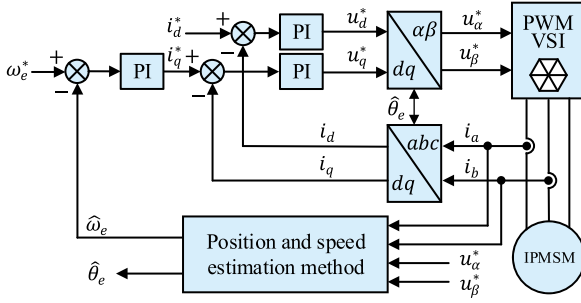 i_d^* u_d^* αβ u_α^* PWM
VSI
ω_e^* + − PI i_q^* + − PI u_q^* dq u_β^*
+ − PI
θ̂_e
i_d abc i_a
i_q dq i_b
ω̂_e
Position and speed
estimation method
θ̂_e
u_α^*
u_β^*
IPMSM